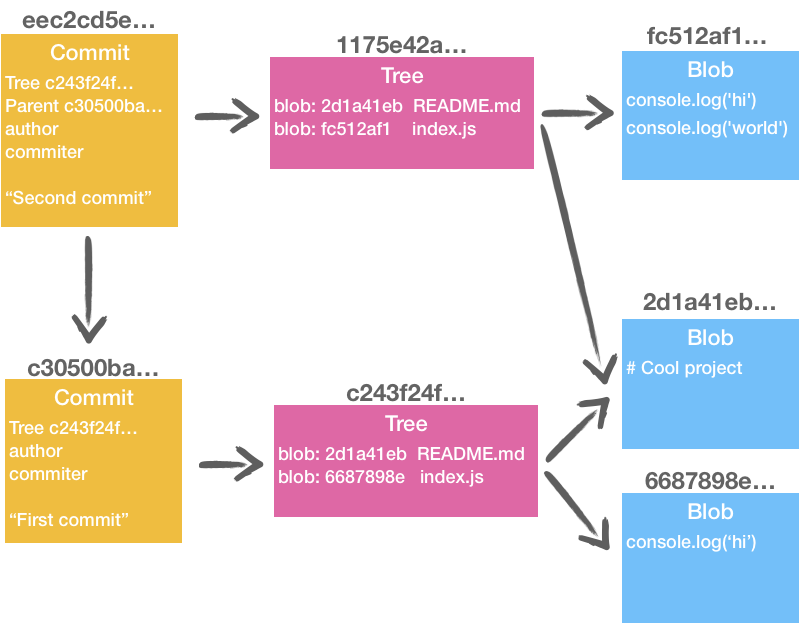 eec2cd5e...
Commit
Tree c243f24f...
Parent c30500ba...
author
commiter
“Second commit”
1175e42a...
Tree
blob: 2d1a41eb README.md
blob: fc512af1 index.js
fc512af1...
Blob
console.log('hi')
console.log('world')
2d1a41eb...
Blob
# Cool project
c30500ba...
Commit
Tree c243f24f...
author
commiter
“First commit”
c243f24f...
Tree
blob: 2d1a41eb README.md
blob: 6687898e index.js
6687898e...
Blob
console.log(‘hi’)